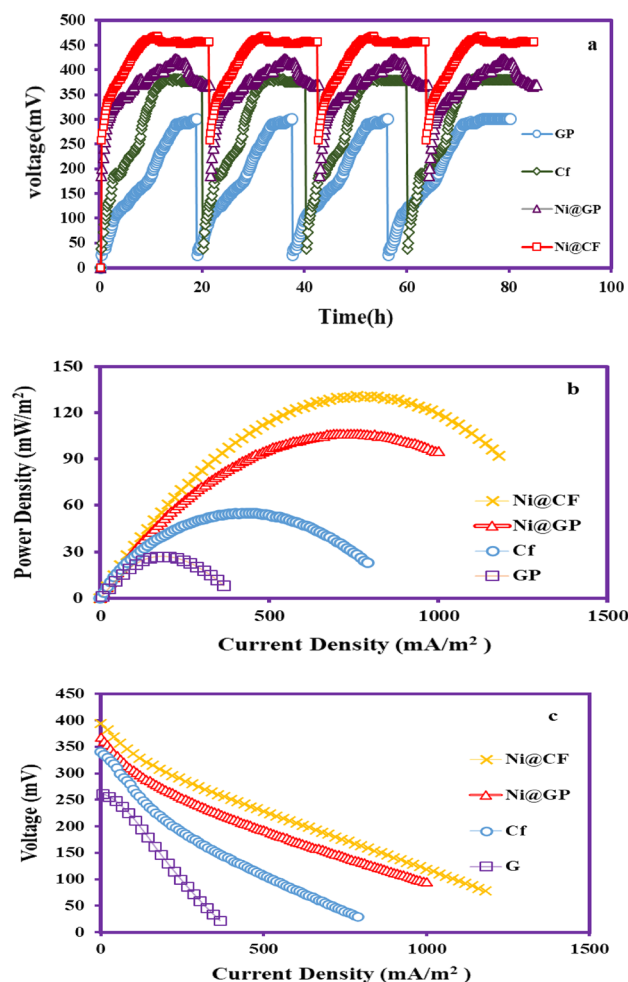 a
500
450
400
350
300
250
200
150
100
50
0
voltage(mV)
0 20 40 60 80 100
Time(h)
GP
Cf
Ni@GP
Ni@CF
b
150
120
90
60
30
0
Power Density (mW/m²)
0 500 1000 1500
Current Density (mA/m² )
Ni@CF
Ni@GP
Cf
GP
c
450
400
350
300
250
200
150
100
50
0
Voltage (mV)
0 500 1000 1500
Current Density (mA/m² )
Ni@CF
Ni@GP
Cf
G